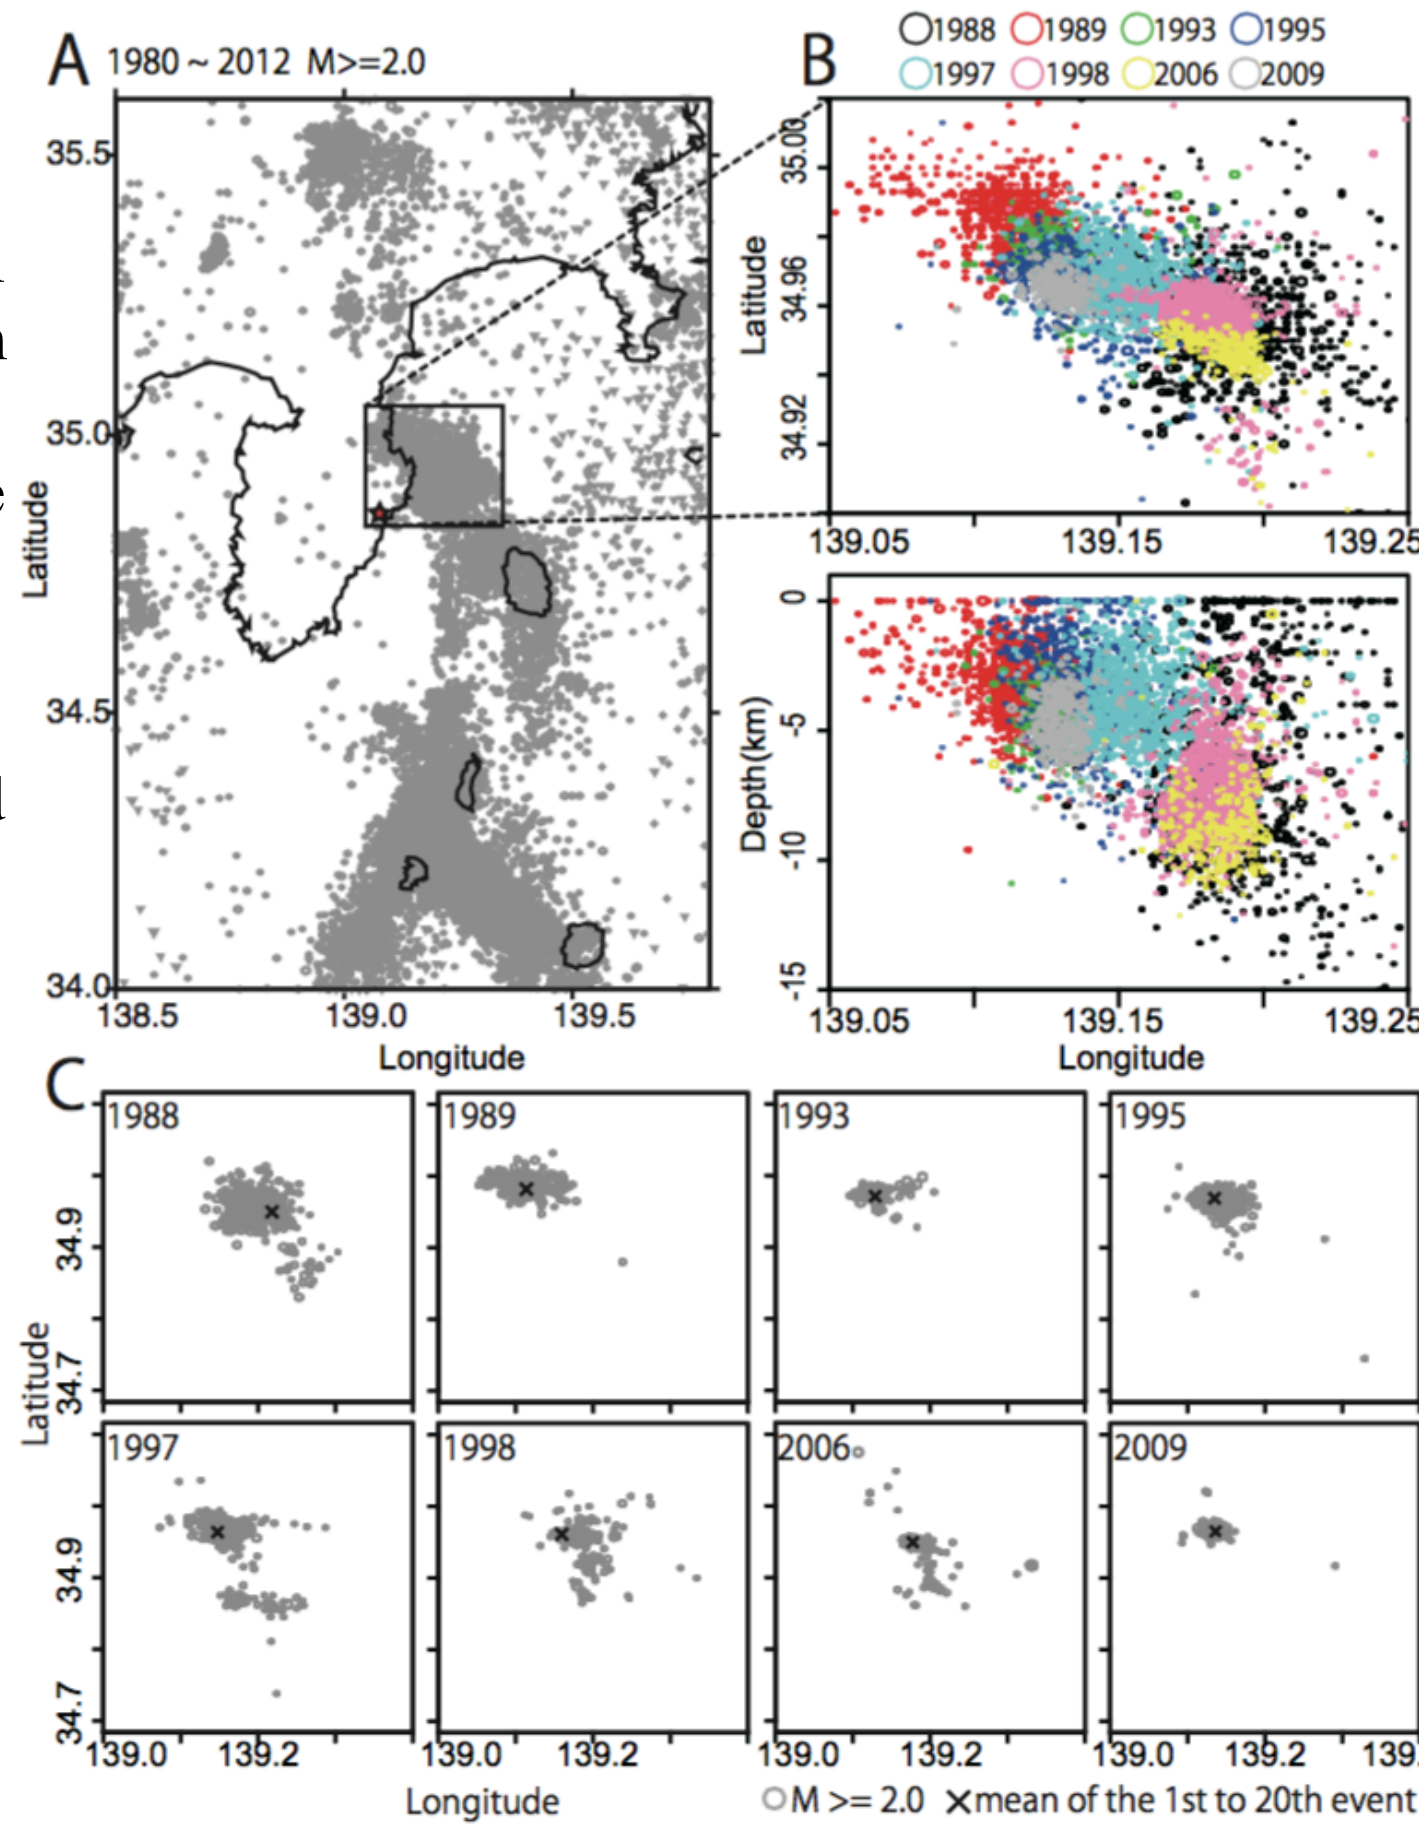 A 1980 ~ 2012 M>=2.0
35.5
35.0
34.5
34.0
Latitude
138.5 139.0 139.5
Longitude
B
1988 1989 1993 1995
1997 1998 2006 2009
35.00
34.96
34.92
Latitude
139.05 139.15 139.25
0
-5
-10
-15
Depth(km)
139.05 139.15 139.25
Longitude
C
1988 1989 1993 1995
34.9
34.7
Latitude
1997 1998 2006 2009
34.9
34.7
139.0 139.2 139.0 139.2 139.0 139.2 139.0 139.2 139.
Longitude
M >= 2.0 ×mean of the 1st to 20th event